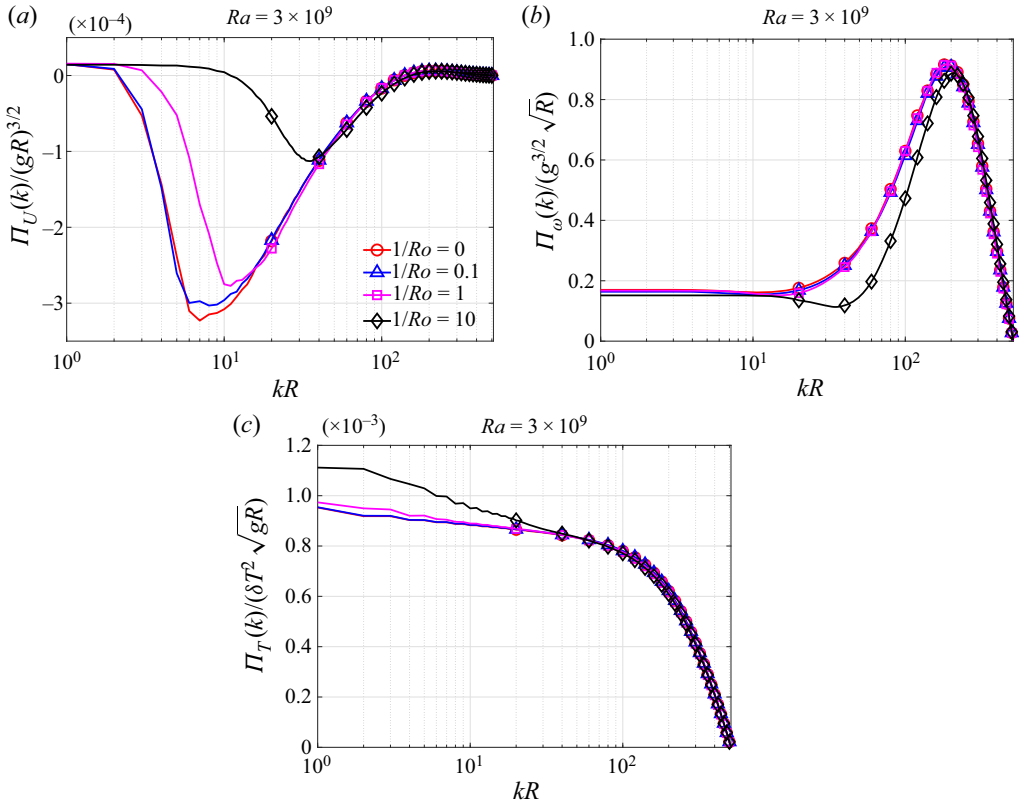 (a) (×10⁻⁴) Ra = 3 × 10⁹
0
−1
−2
−3
10⁰ 10¹ 10²
kR
Π_U(k)/(gR)^{3/2}
1/Ro = 0
1/Ro = 0.1
1/Ro = 1
1/Ro = 10
(b) Ra = 3 × 10⁹
1.0
0.8
0.6
0.4
0.2
0
10⁰ 10¹ 10²
kR
Π_ω(k)/(g^{3/2} √R)
(c) (×10⁻³) Ra = 3 × 10⁹
1.2
1.0
0.8
0.6
0.4
0.2
0
10⁰ 10¹ 10²
kR
Π_T(k)/(δT² √gR)